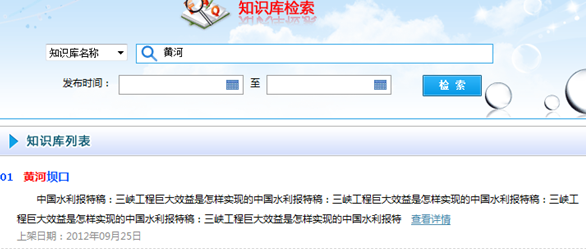 知识库检索
知识库名称
黄河
发布时间：
至
检 索
知识库列表
01 黄河坝口
中国水利报特稿：三峡工程巨大效益是怎样实现的中国水利报特稿：三峡工程巨大效益是怎样实现的中国水利报特稿：三峡工
程巨大效益是怎样实现的中国水利报特稿：三峡工程巨大效益是怎样实现的中国水利报特 查看详情
上架日期：2012年09月25日